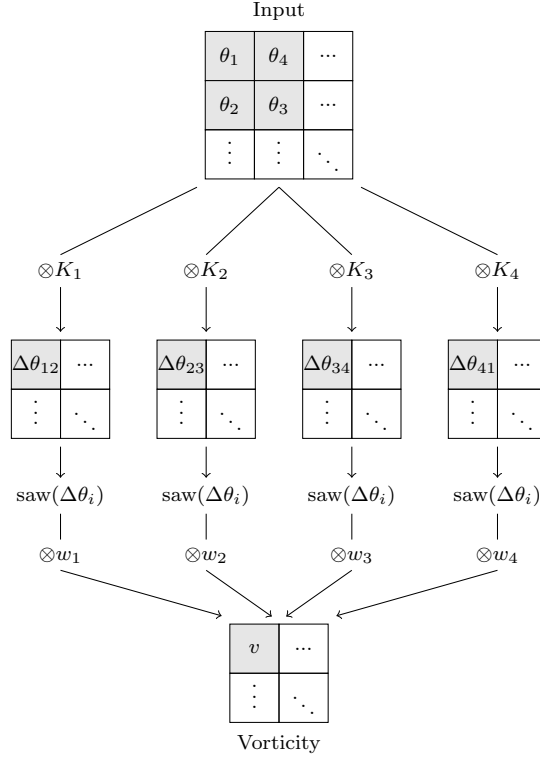 Input
θ₁ θ₄ ⋯
θ₂ θ₃ ⋯
⋮ ⋮ ⋱
⊗K₁ ⊗K₂ ⊗K₃ ⊗K₄
Δθ₁₂ ⋯ Δθ₂₃ ⋯ Δθ₃₄ ⋯ Δθ₄₁ ⋯
⋮ ⋱ ⋮ ⋱ ⋮ ⋱ ⋮ ⋱
saw(Δθᵢ) saw(Δθᵢ) saw(Δθᵢ) saw(Δθᵢ)
⊗w₁ ⊗w₂ ⊗w₃ ⊗w₄
v ⋯
⋮ ⋱
Vorticity